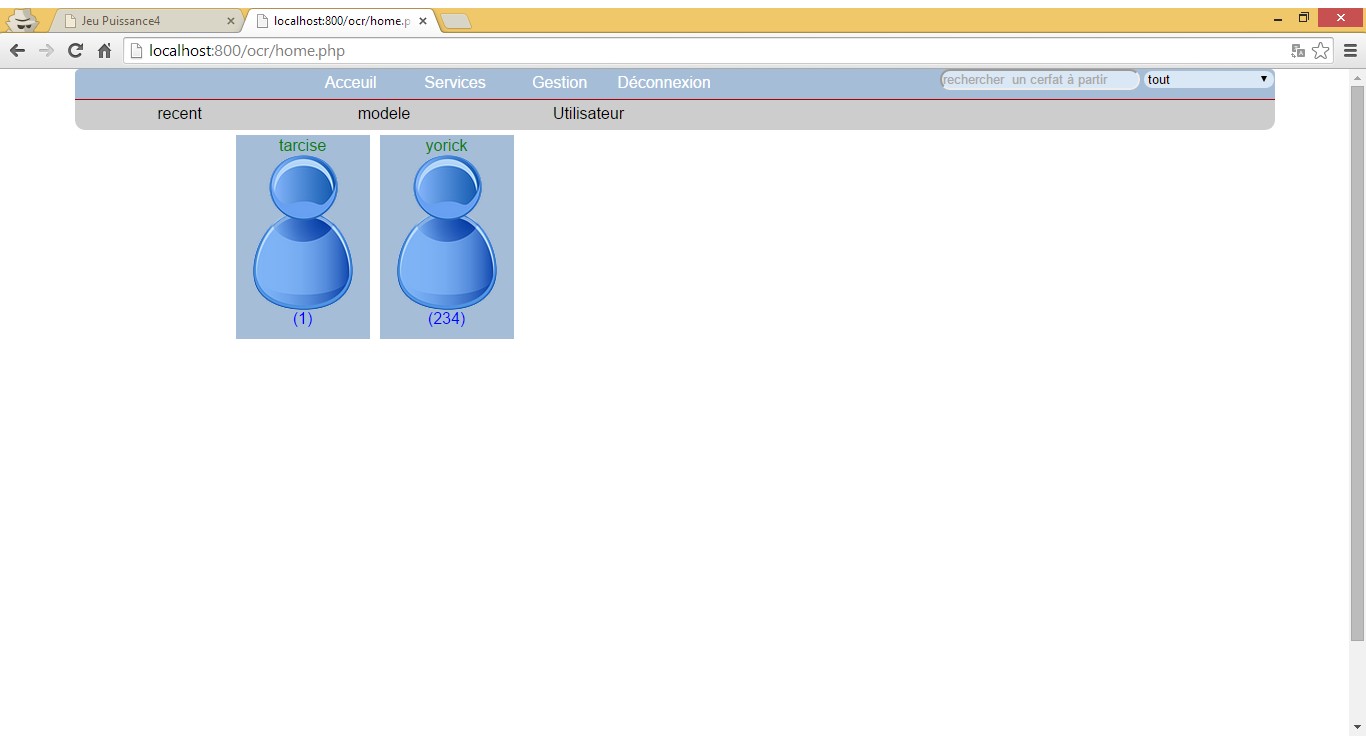 Jeu Puissance4
localhost:800/ocr/home.p
localhost:800/ocr/home.php
Acceuil Services Gestion Déconnexion rechercher un cerfat à partir tout
recent modele Utilisateur
tarcise yorick
(1) (234)